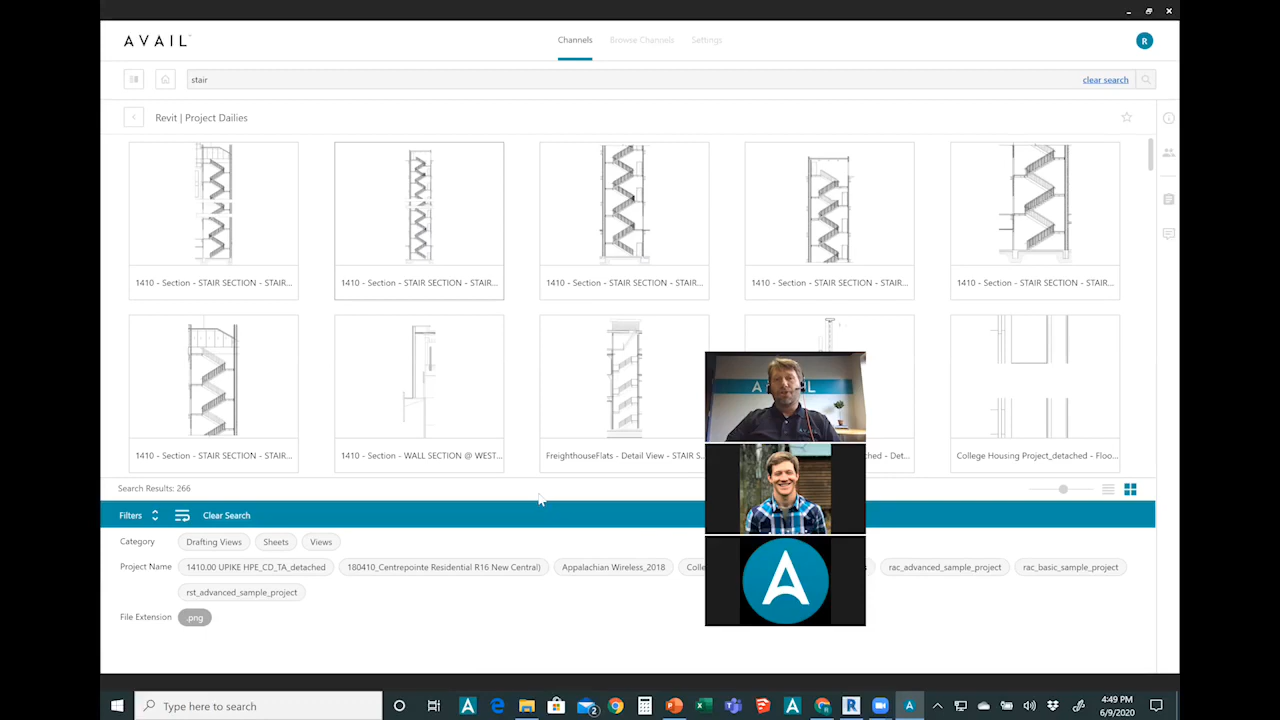 AVAIL
Channels
Browse Channels
Settings
R
stair
clear search
Revit | Project Dailies
1410 - Section - STAIR SECTION - STAIR...
1410 - Section - STAIR SECTION - STAIR...
1410 - Section - STAIR SECTION - STAIR...
1410 - Section - STAIR SECTION - STAIR...
1410 - Section - STAIR SECTION - STAIR...
1410 - Section - STAIR SECTION - STAIR...
1410 - Section - WALL SECTION @ WEST...
FreighthouseFlats - Detail View - STAIR S...
ched - Det...
College Housing Project_detached - Floo...
Search Results: 266
Filters
Clear Search
Category
Drafting Views
Sheets
Views
Project Name
1410.00 UPIKE HPE_CD_TA_detached
180410_Centrepointe Residential R16 New Central)
Appalachian Wireless_2018
Colle
s
rac_advanced_sample_project
rac_basic_sample_project
rst_advanced_sample_project
File Extension
.png
Type here to search
2
4:49 PM
6/9/2020